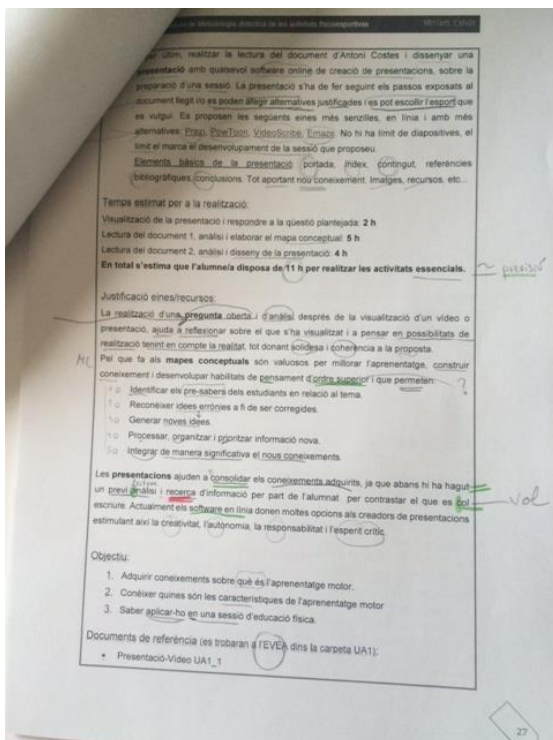 de Metodologia didàctica de les activitats fisicoesportives
últim, realitzar la lectura del document d'Antoni Costes i dissenyar una
presentació amb qualsevol software online de creació de presentacions, sobre la
preparació d'una sessió. La presentació s'ha de fer seguint els passos exposats al
document llegit i/o es poden afegir alternatives justificades i es pot escollir l'esport que
es vulgui. Es proposen les següents eines més senzilles, en línia i amb més
alternatives: Prezi, PowToon, VideoScribe, Emaze. No hi ha límit de diapositives, el
límit el marca el desenvolupament de la sessió que proposeu.
Elements bàsics de la presentació: portada, índex, contingut, referències
bibliogràfiques, conclusions. Tot aportant nou coneixement. Imatges, recursos, etc...
Temps estimat per a la realització:
Visualització de la presentació i respondre a la qüestió plantejada: 2 h
Lectura del document 1, anàlisi i elaborar el mapa conceptual: 5 h
Lectura del document 2, anàlisi i disseny de la presentació: 4 h
En total s'estima que l'alumne/a disposa de 11 h per realitzar les activitats essencials.
precisió
Justificació eines/recursos:
La realització d'una pregunta oberta i d'anàlisi després de la visualització d'un vídeo o
presentació, ajuda a reflexionar sobre el que s'ha visualitzat i a pensar en possibilitats de
realització tenint en compte la realitat, tot donant solidesa i coherència a la proposta.
MC Pel que fa als mapes conceptuals són valuosos per millorar l'aprenentatge, construir
coneixement i desenvolupar habilitats de pensament d'ordre superior i que permeten: ?
Identificar els pre-sabers dels estudiants en relació al tema.
Reconèixer idees errònies a fi de ser corregides.
Generar noves idees.
Processar, organitzar i prioritzar informació nova.
Integrar de manera significativa el nous coneixements.
Les presentacions ajuden a consolidar els coneixements adquirits, ja que abans hi ha hagut
un previ anàlisi i recerça d'informació per part de l'alumnat per contrastar el que es bol vol
escriure. Actualment els software en línia donen moltes opcions als creadors de presentacions
estimulant així la creativitat, l'autònomia, la responsabilitat i l'esperit crític.
Objectiu:
1. Adquirir coneixements sobre què és l'aprenentatge motor.
2. Conèixer quines són les característiques de l'aprenentatge motor
3. Saber aplicar-ho en una sessió d'educació física.
Documents de referència (es trobaran a l'EVEA dins la carpeta UA1):
• Presentació-Vídeo UA1_1
27